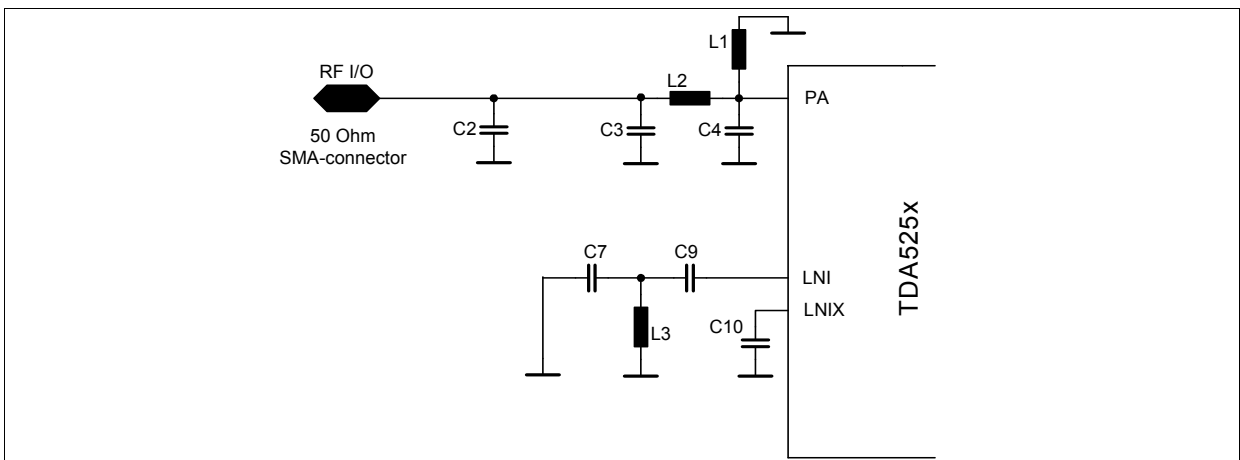 L1
RF I/O
L2
PA
C2
C3
C4
50 Ohm
SMA-connector
TDA525x
C7
C9
LNI
LNIX
C10
L3